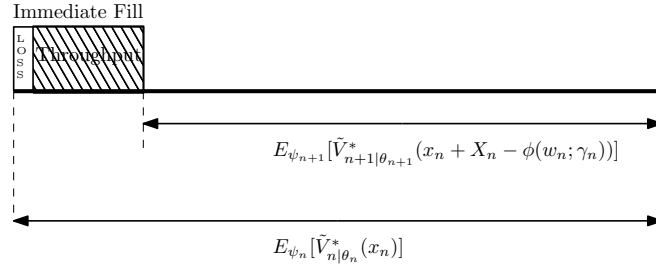 Immediate Fill
LOSS
Throughput
$E_{\psi_{n+1}}[\tilde{V}^*_{n+1|\theta_{n+1}}(x_n + X_n - \phi(w_n; \gamma_n))]$
$E_{\psi_n}[\tilde{V}^*_{n|\theta_n}(x_n)]$